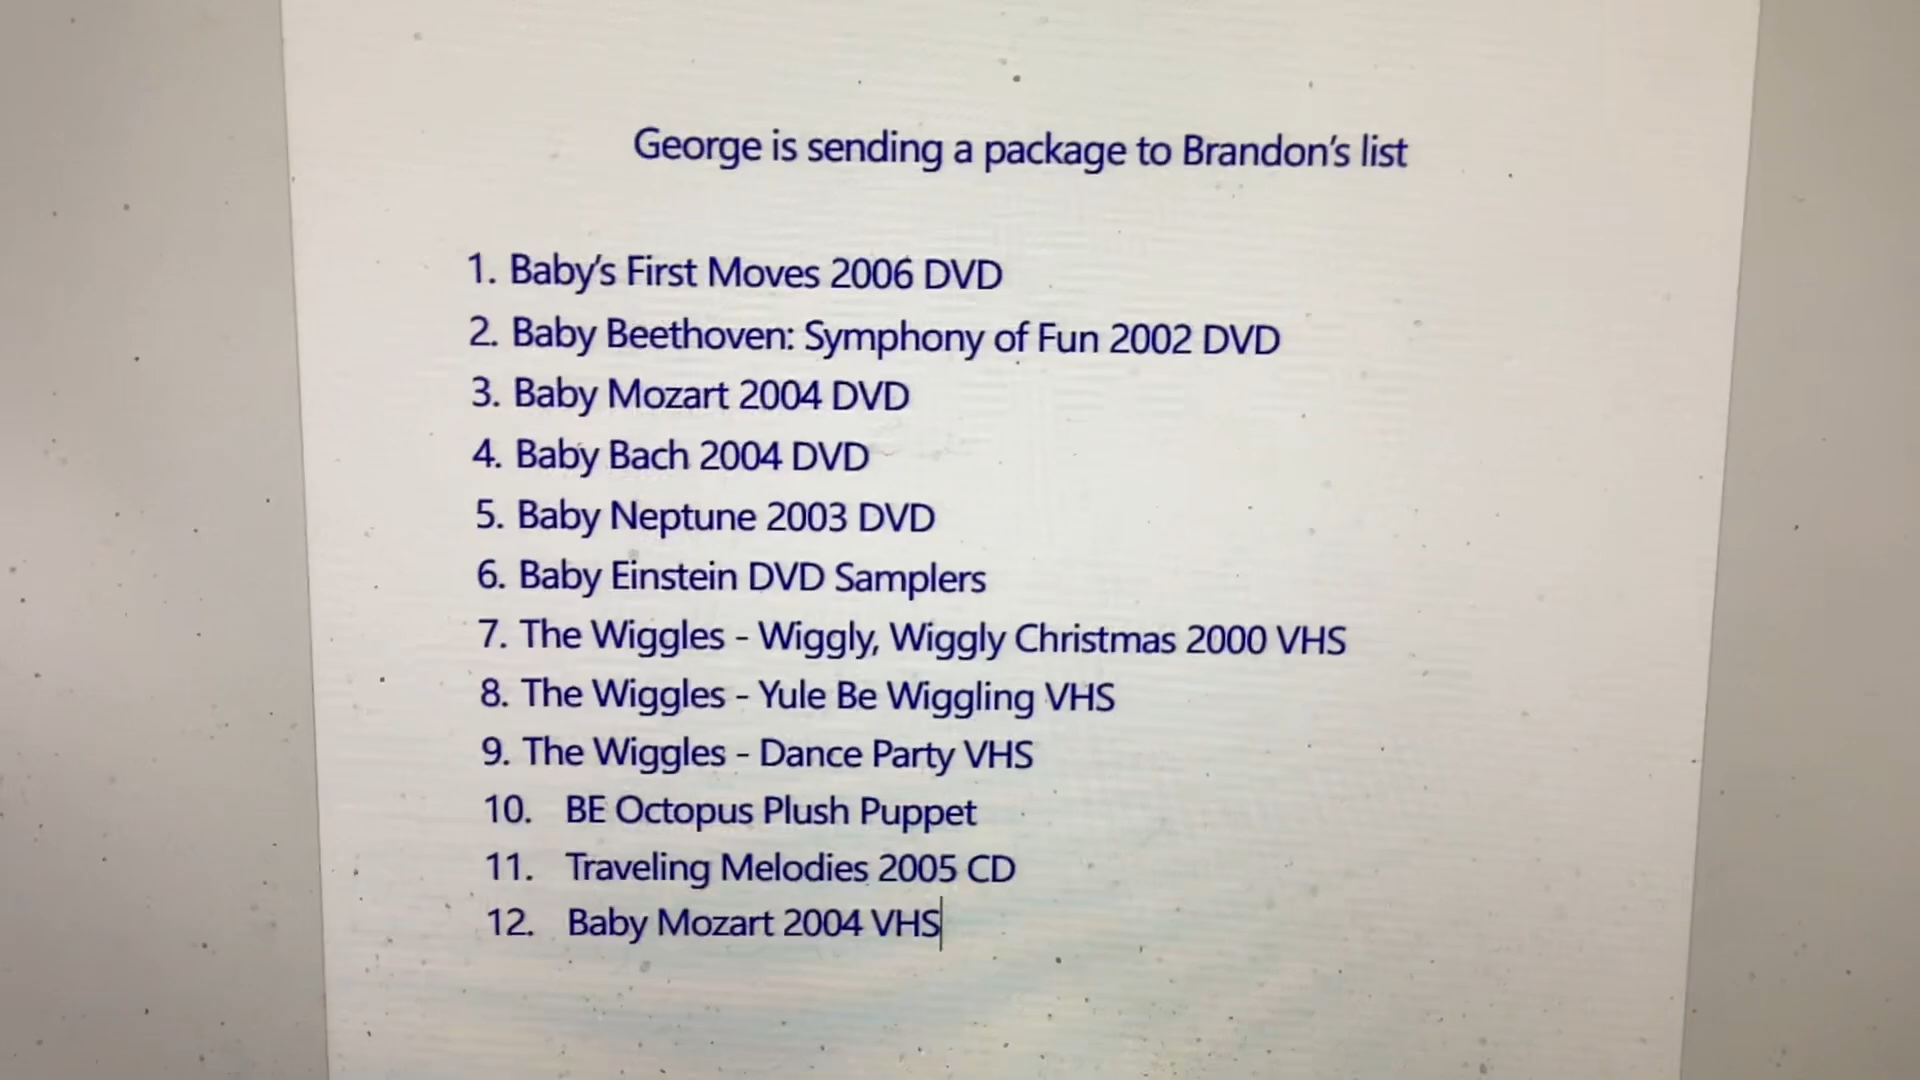 George is sending a package to Brandon's list
1. Baby's First Moves 2006 DVD
2. Baby Beethoven: Symphony of Fun 2002 DVD
3. Baby Mozart 2004 DVD
4. Baby Bach 2004 DVD
5. Baby Neptune 2003 DVD
6. Baby Einstein DVD Samplers
7. The Wiggles - Wiggly, Wiggly Christmas 2000 VHS
8. The Wiggles - Yule Be Wiggling VHS
9. The Wiggles - Dance Party VHS
10. BE Octopus Plush Puppet
11. Traveling Melodies 2005 CD
12. Baby Mozart 2004 VHS